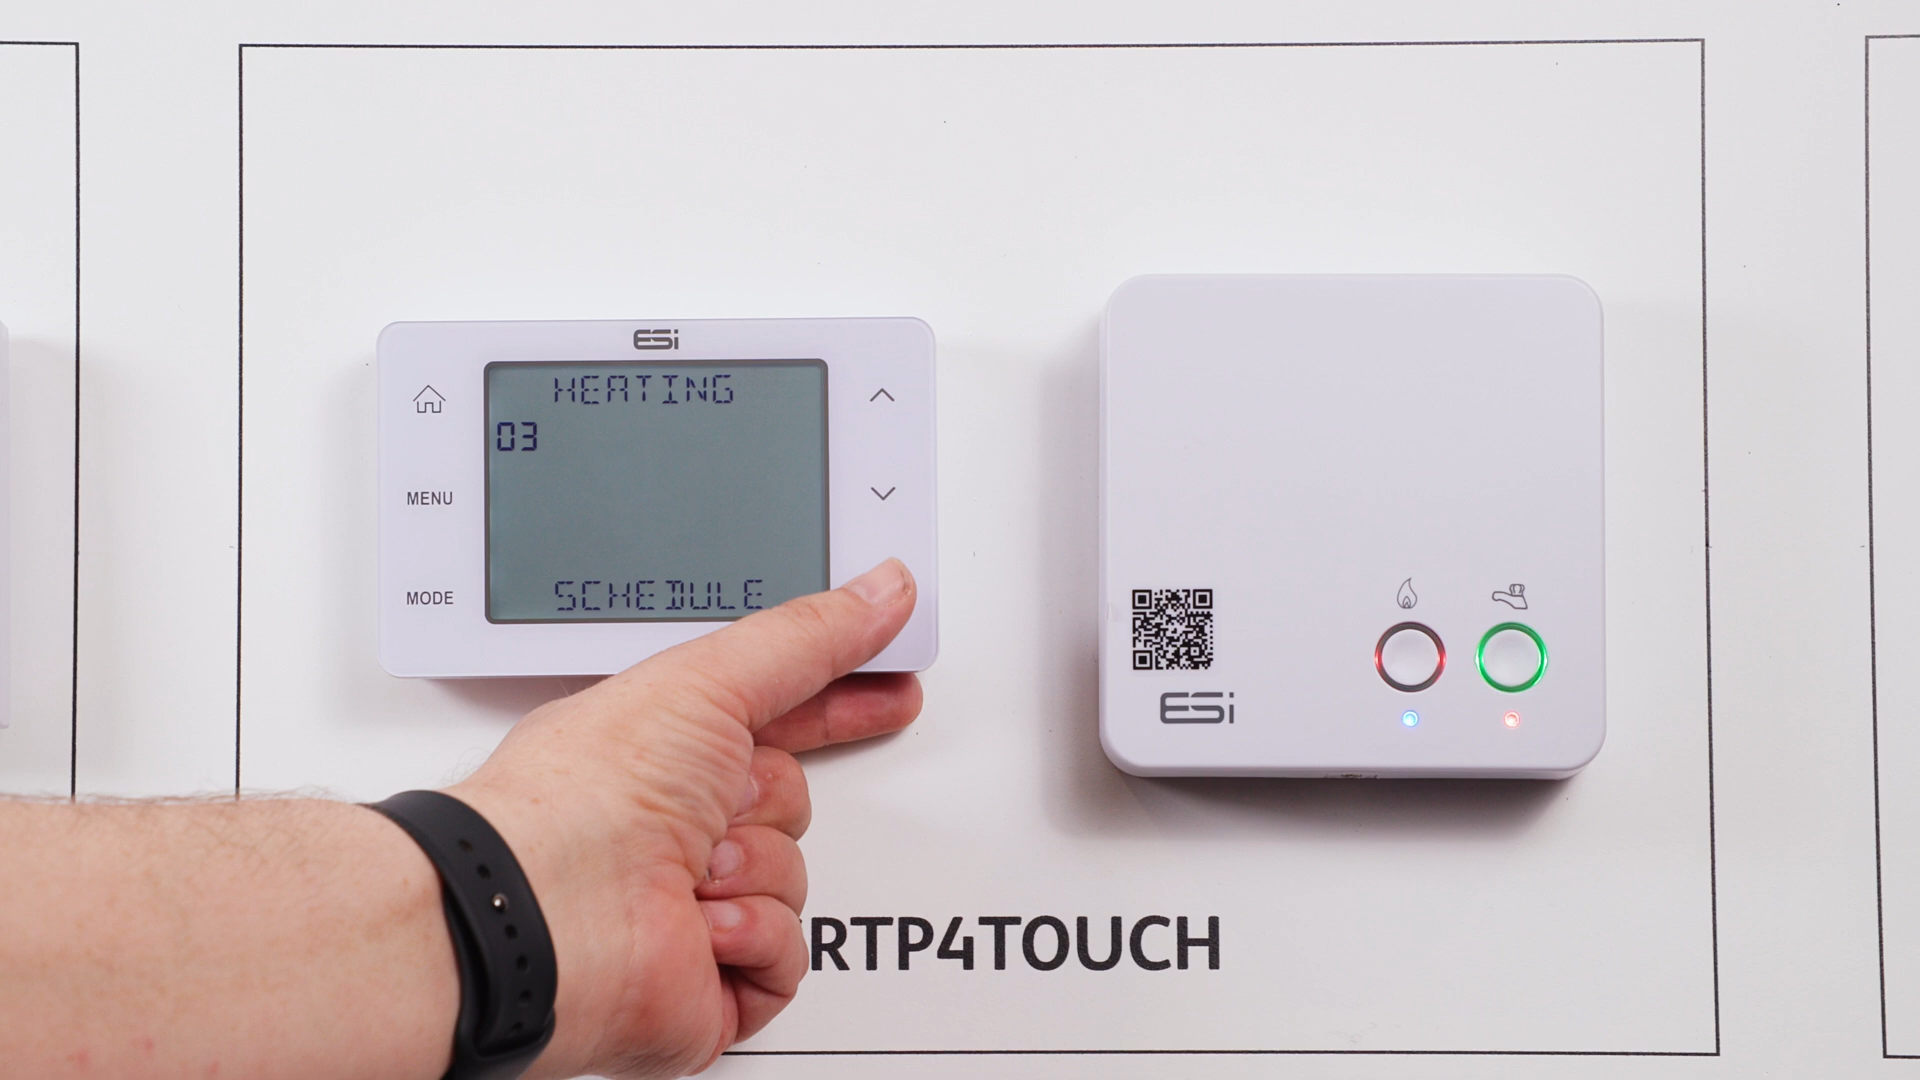 ESi
HEATING
03
MENU
MODE
SCHEDULE
ESi
RTP4TOUCH